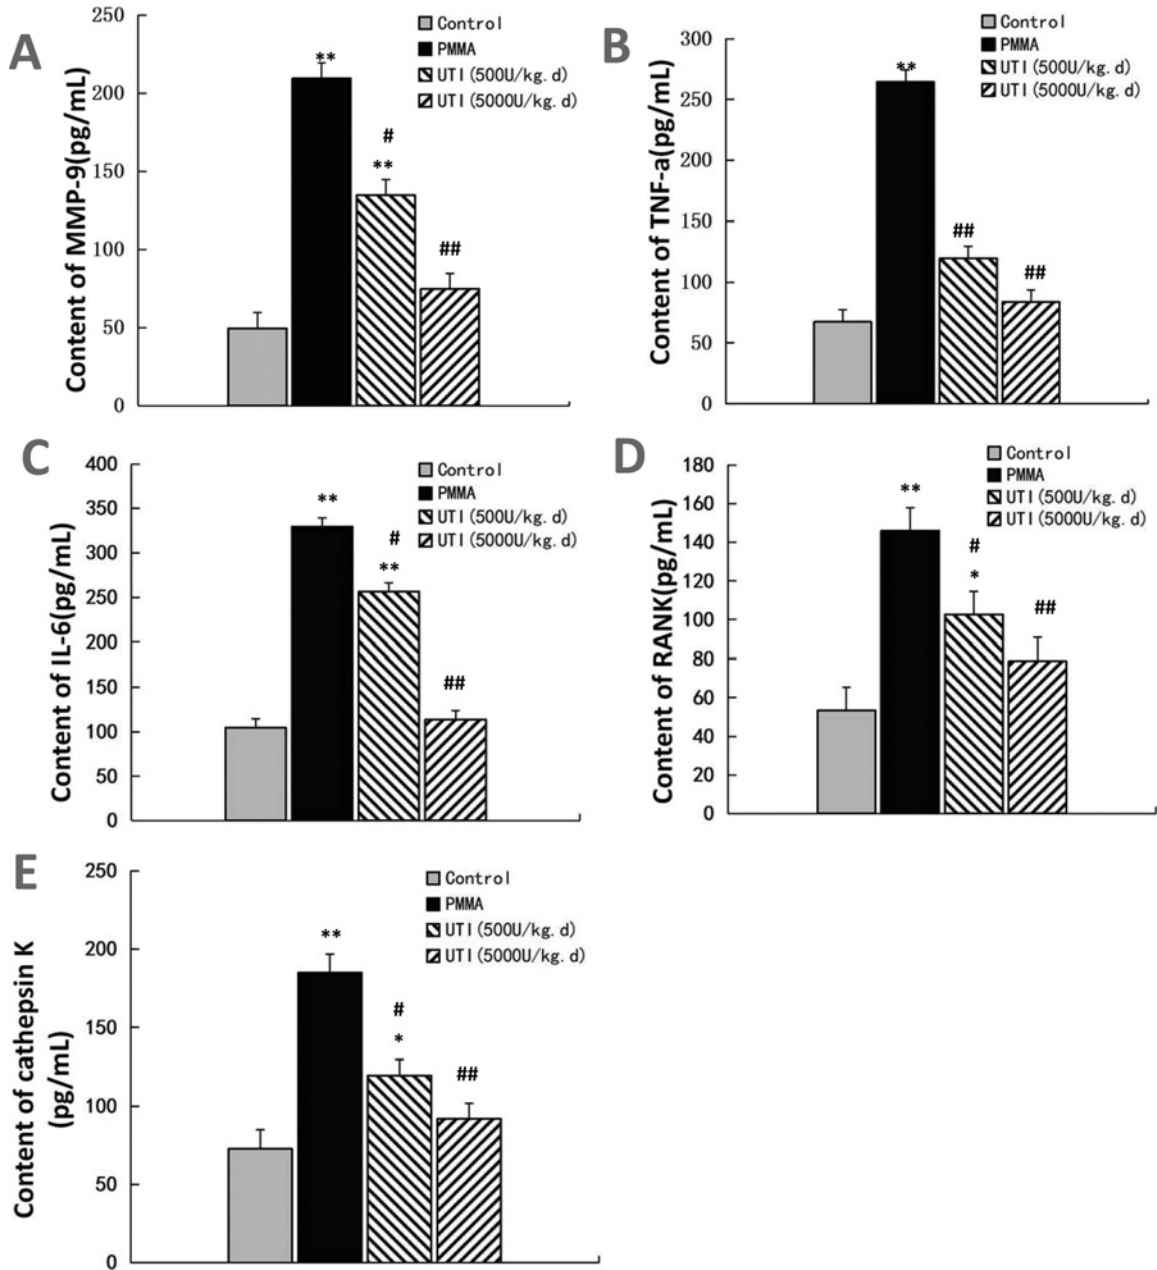 A
Content of MMP-9(pg/mL)
250
200
150
100
50
0
**
#
**
##
Control
PMMA
UTI(500U/kg.d)
UTI(5000U/kg.d)
B
Content of TNF-a(pg/mL)
300
250
200
150
100
50
0
**
##
##
Control
PMMA
UTI(500U/kg.d)
UTI(5000U/kg.d)
C
Content of IL-6(pg/mL)
400
350
300
250
200
150
100
50
0
**
#
**
##
Control
PMMA
UTI(500U/kg.d)
UTI(5000U/kg.d)
D
Content of RANK(pg/mL)
180
160
140
120
100
80
60
40
20
0
**
#
*
##
Control
PMMA
UTI(500U/kg.d)
UTI(5000U/kg.d)
E
Content of cathepsin K
(pg/mL)
250
200
150
100
50
0
**
#
*
##
Control
PMMA
UTI(500U/kg.d)
UTI(5000U/kg.d)